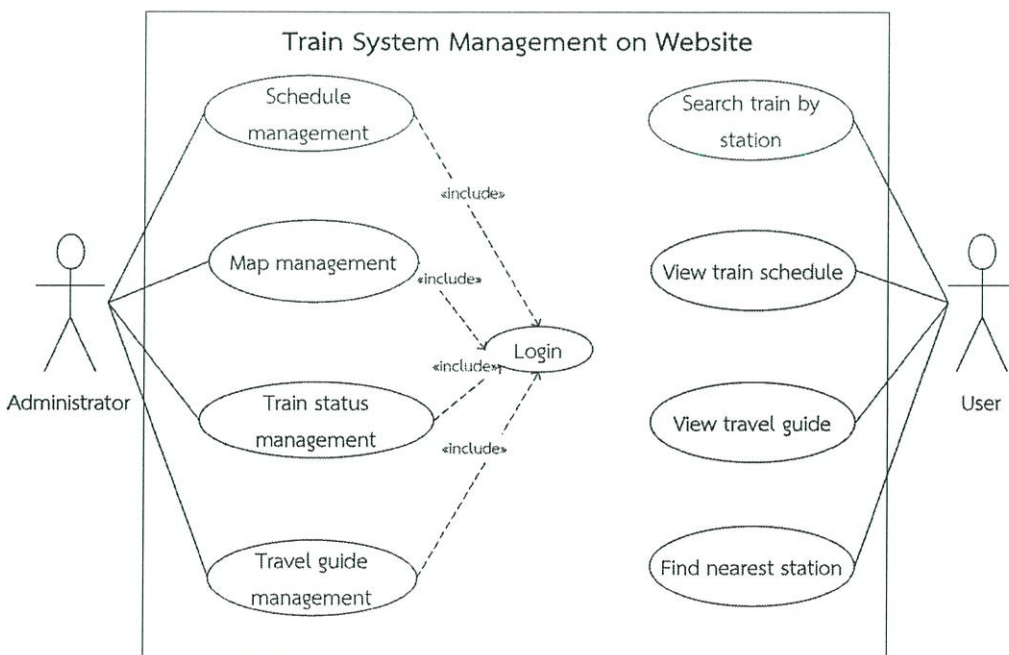 Train System Management on Website
Schedule
management
Search train by
station
«include»
Map management
«include»
View train schedule
Login
«include»
Administrator
Train status
management
«include»
View travel guide
User
Travel guide
management
Find nearest station